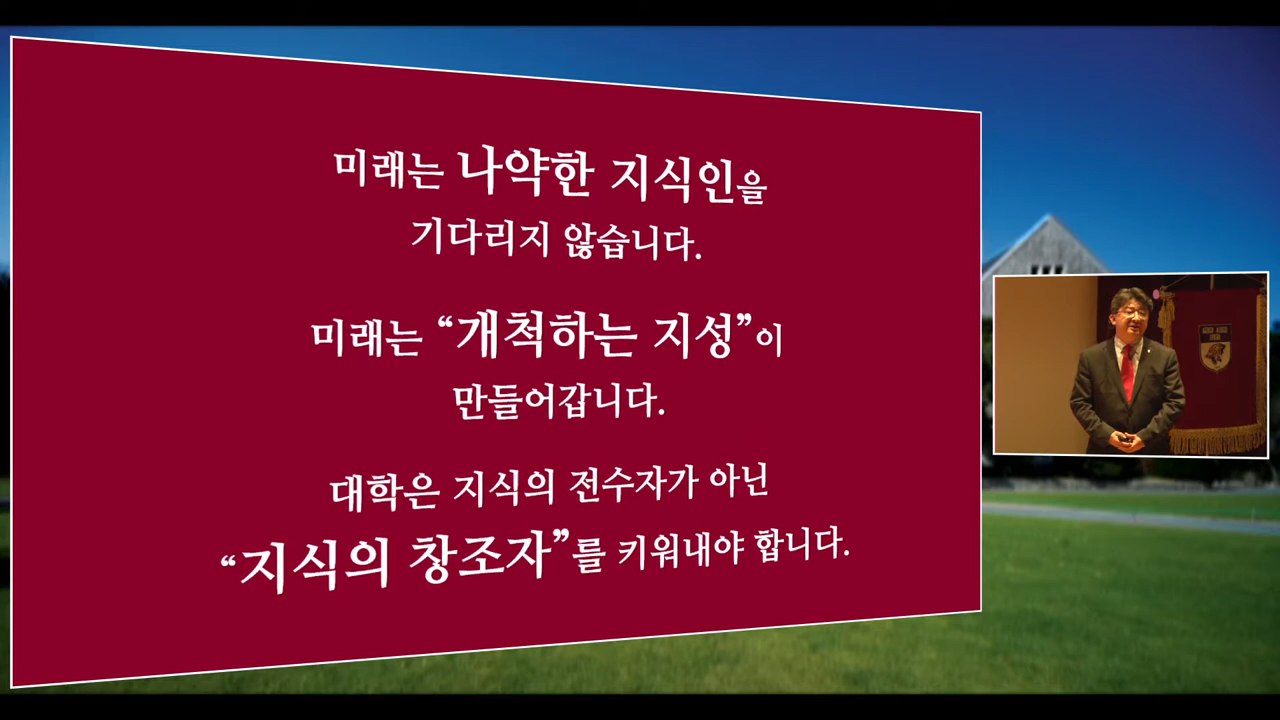 미래는 나약한 지식인을
기다리지 않습니다.
미래는 “개척하는 지성”이
만들어갑니다.
대학은 지식의 전수자가 아닌
“지식의 창조자”를 키워내야 합니다.